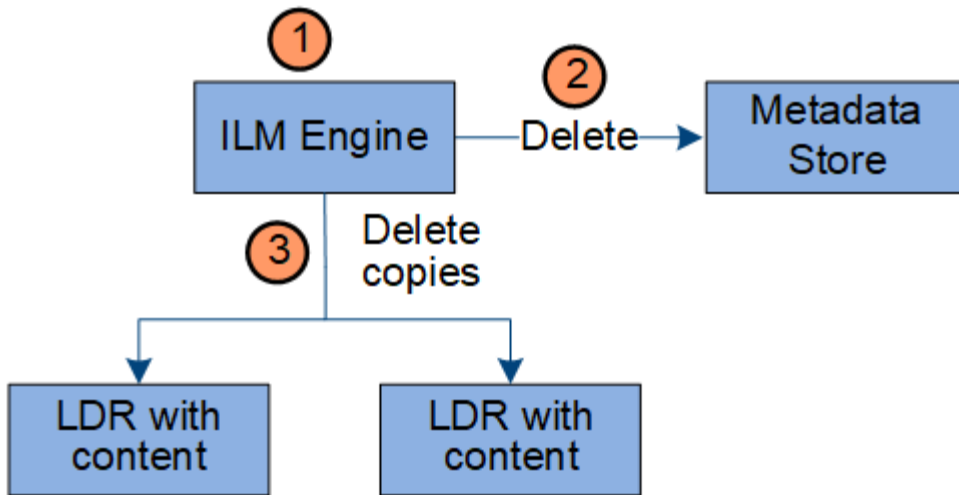 1
2
ILM Engine
Delete
Metadata
Store
3
Delete
copies
LDR with
content
LDR with
content